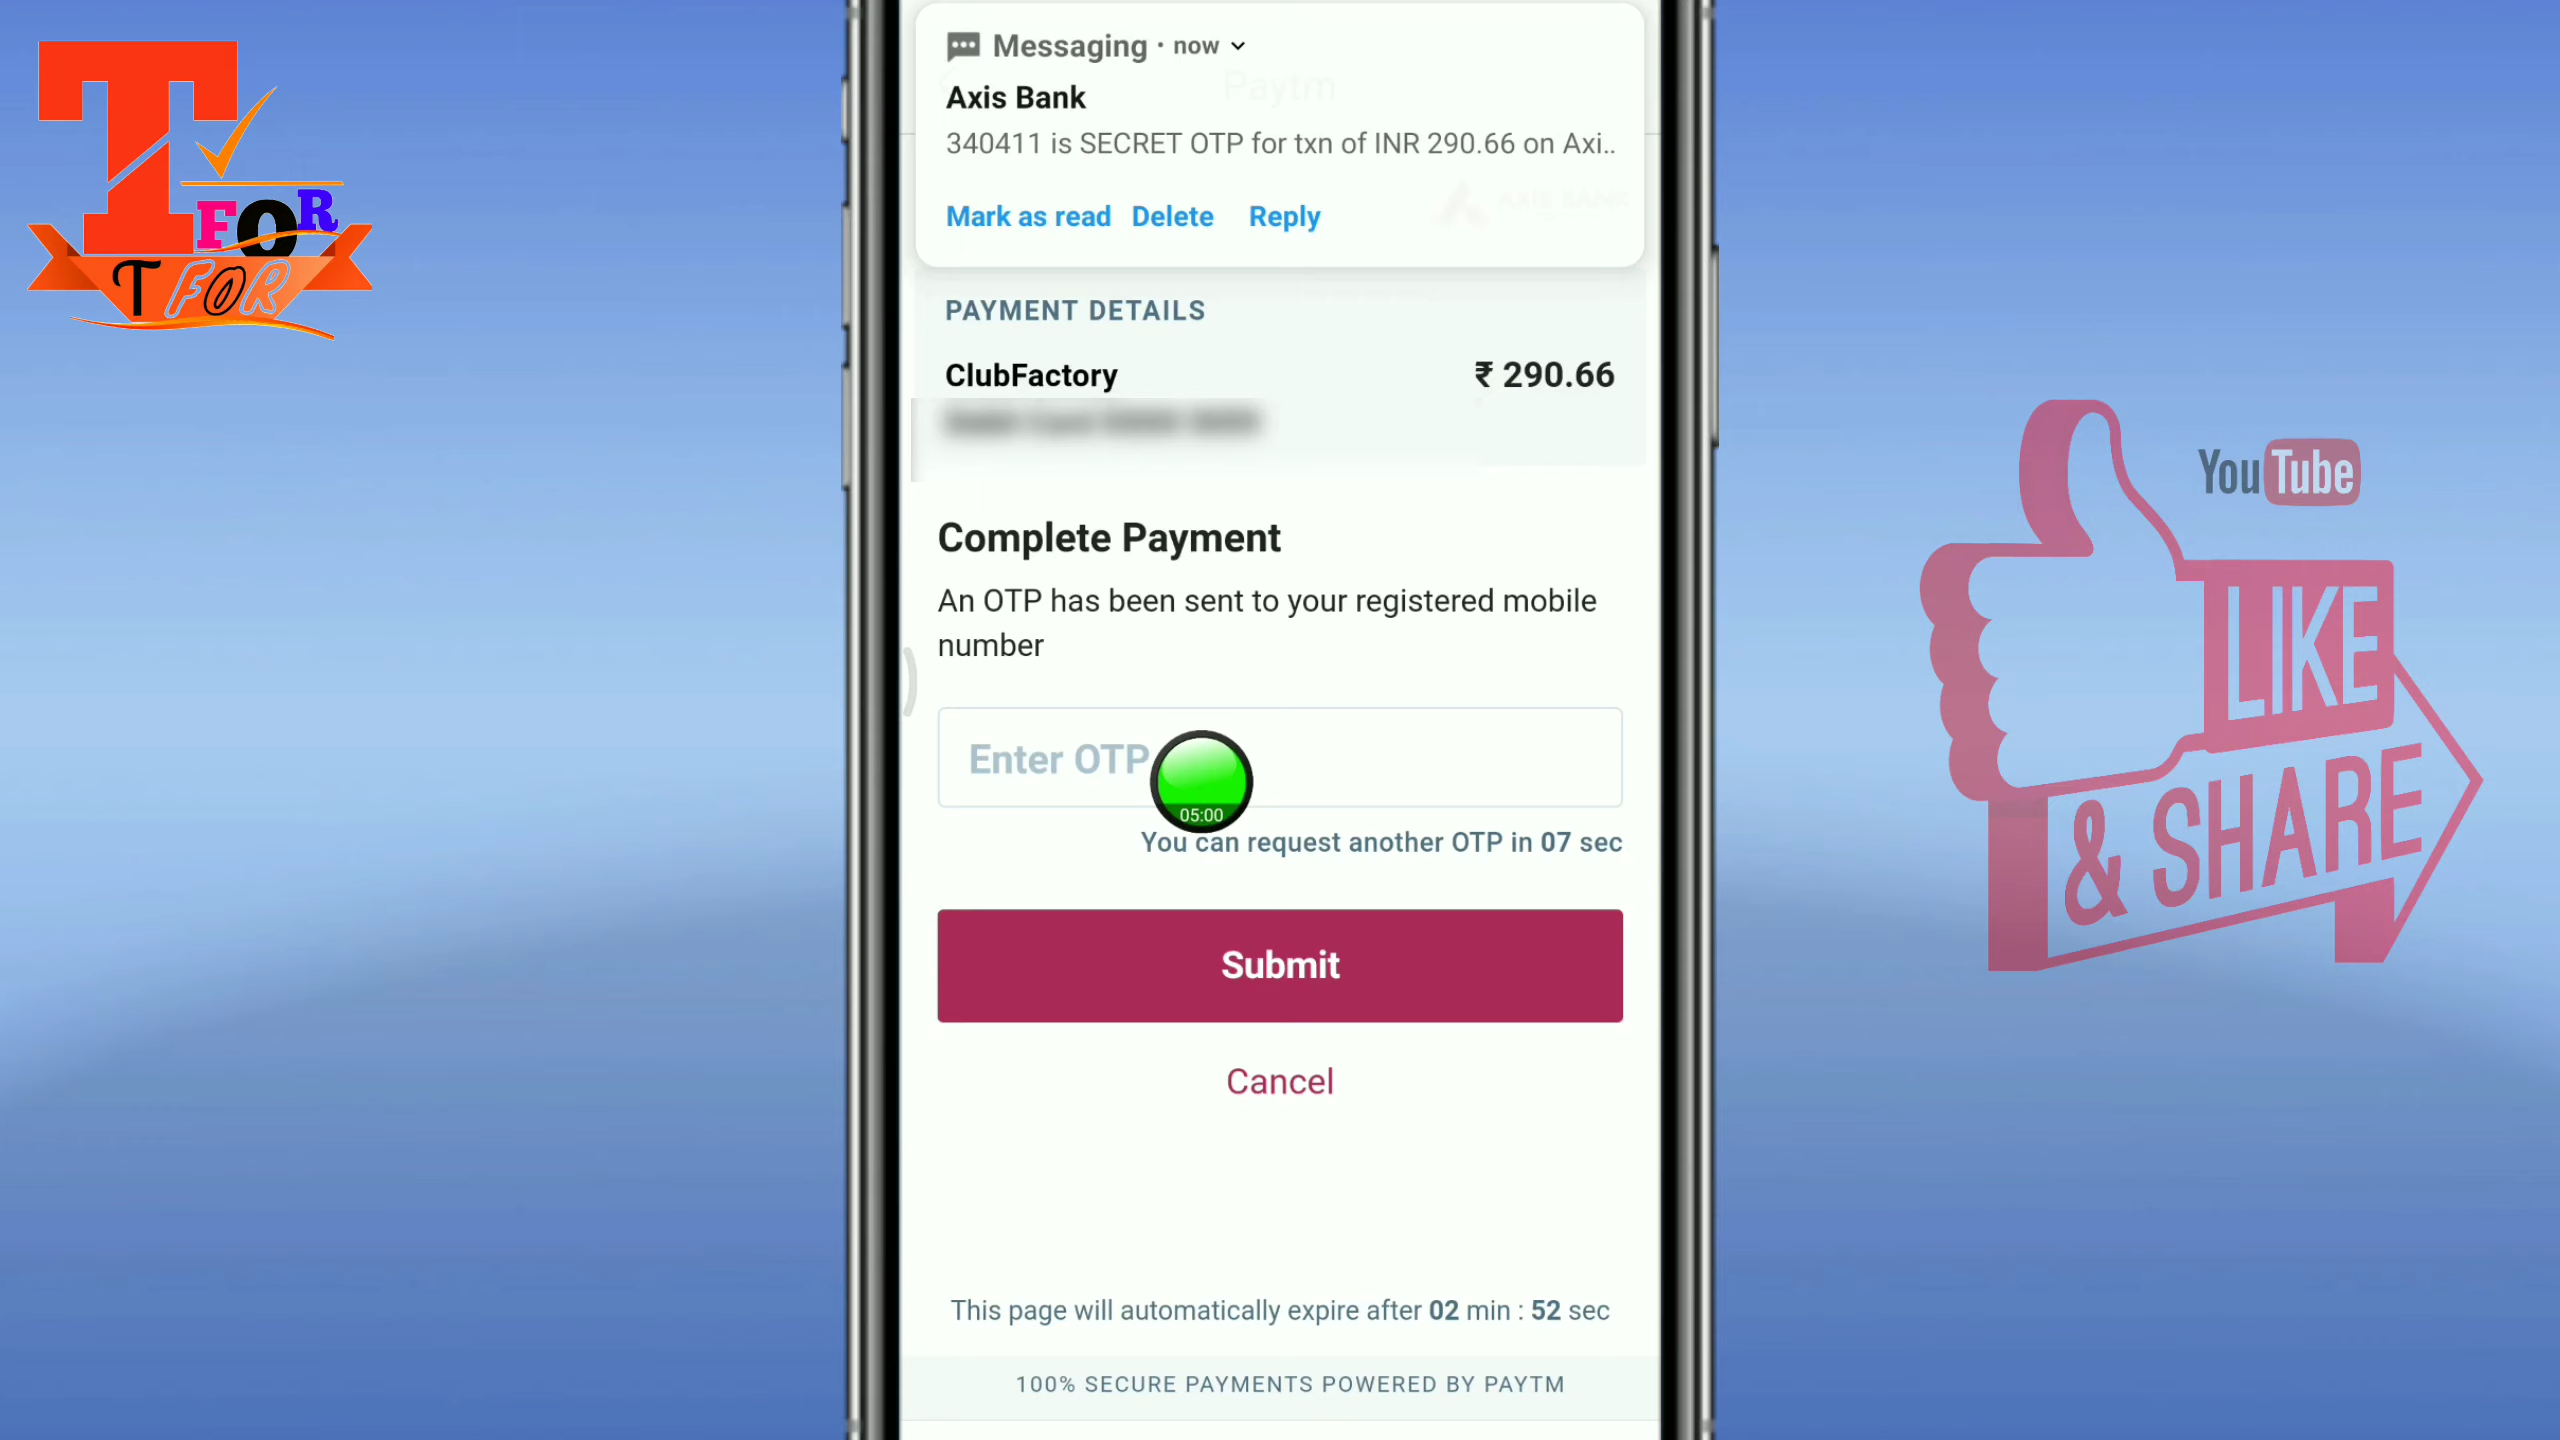 T
FOR
T FOR
Messaging · now
Paytm
Axis Bank
340411 is SECRET OTP for txn of INR 290.66 on Axi..
AXIS BANK
Mark as read Delete Reply
PAYMENT DETAILS
ClubFactory ₹ 290.66
Complete Payment
An OTP has been sent to your registered mobile
number
Enter OTP
05:00
You can request another OTP in 07 sec
Submit
Cancel
This page will automatically expire after 02 min : 52 sec
100% SECURE PAYMENTS POWERED BY PAYTM
YouTube
LIKE
& SHARE